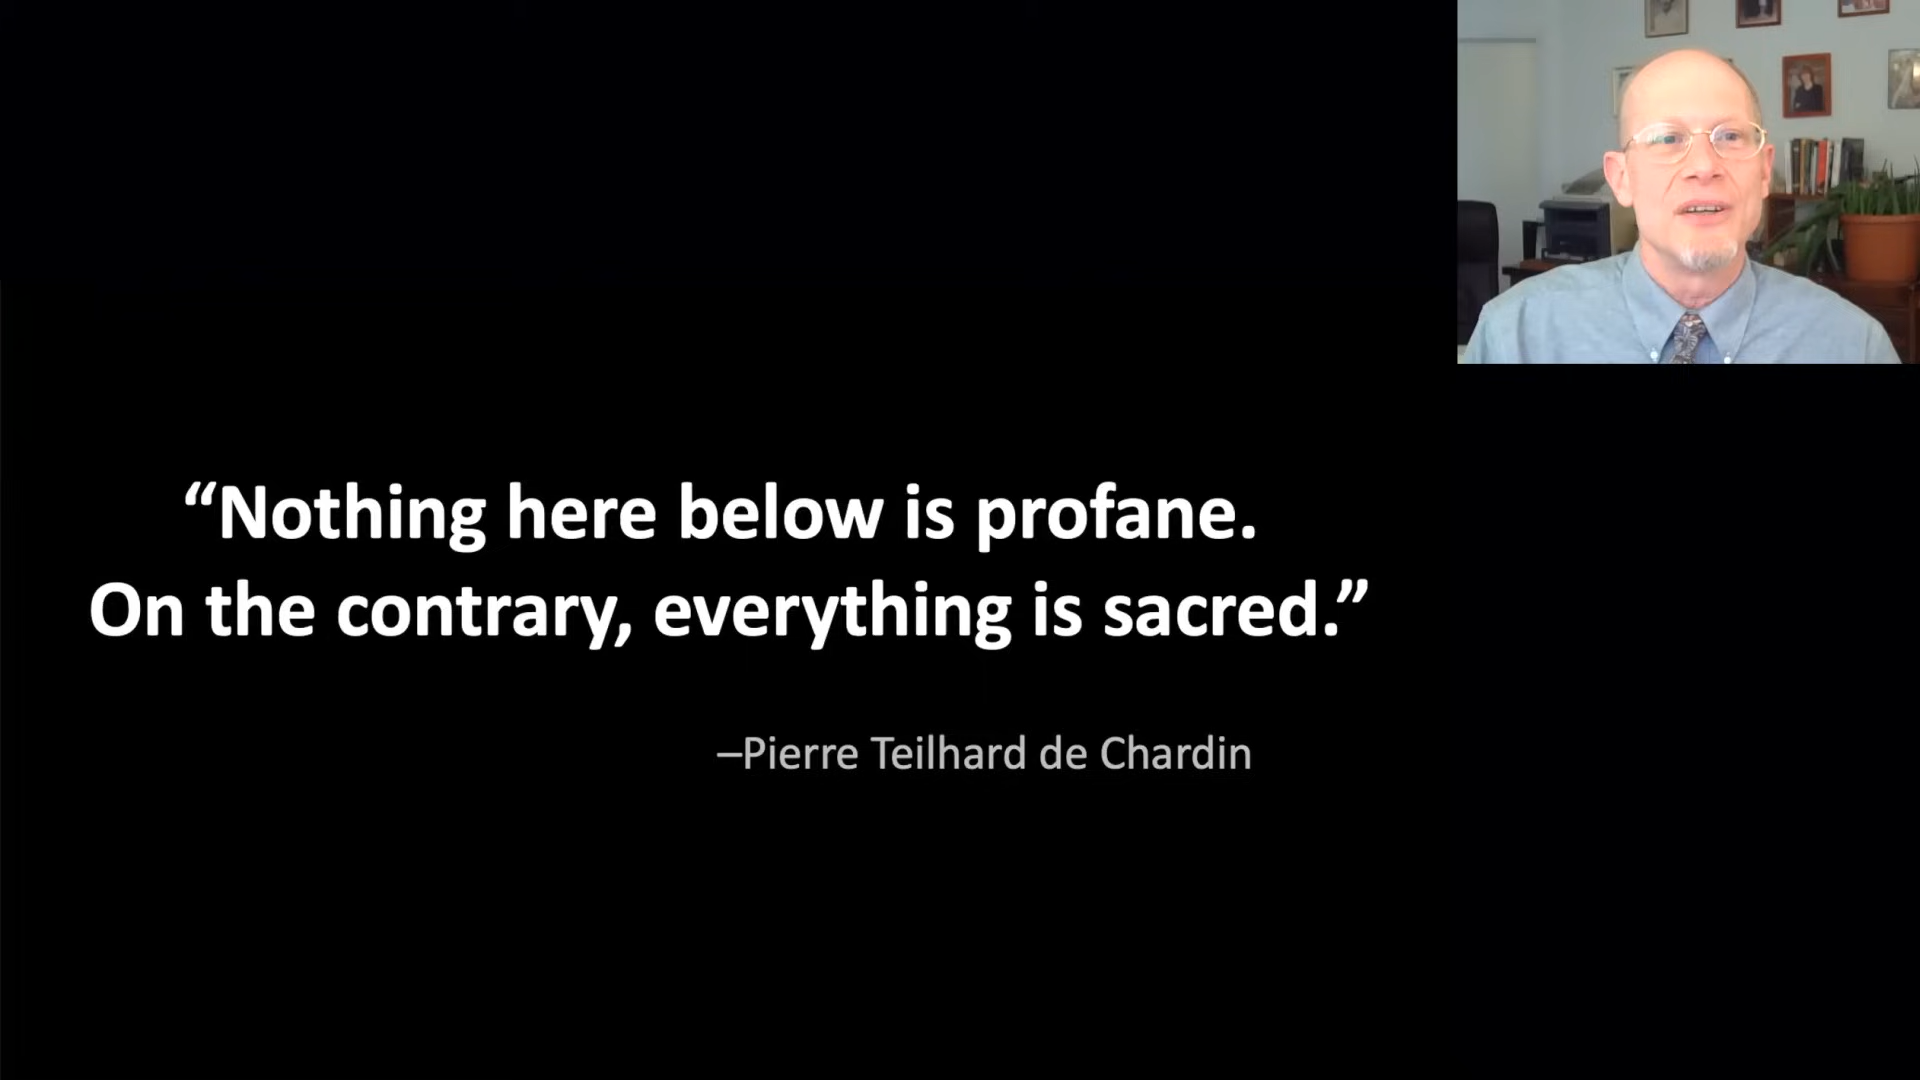 “Nothing here below is profane.
On the contrary, everything is sacred.”
–Pierre Teilhard de Chardin